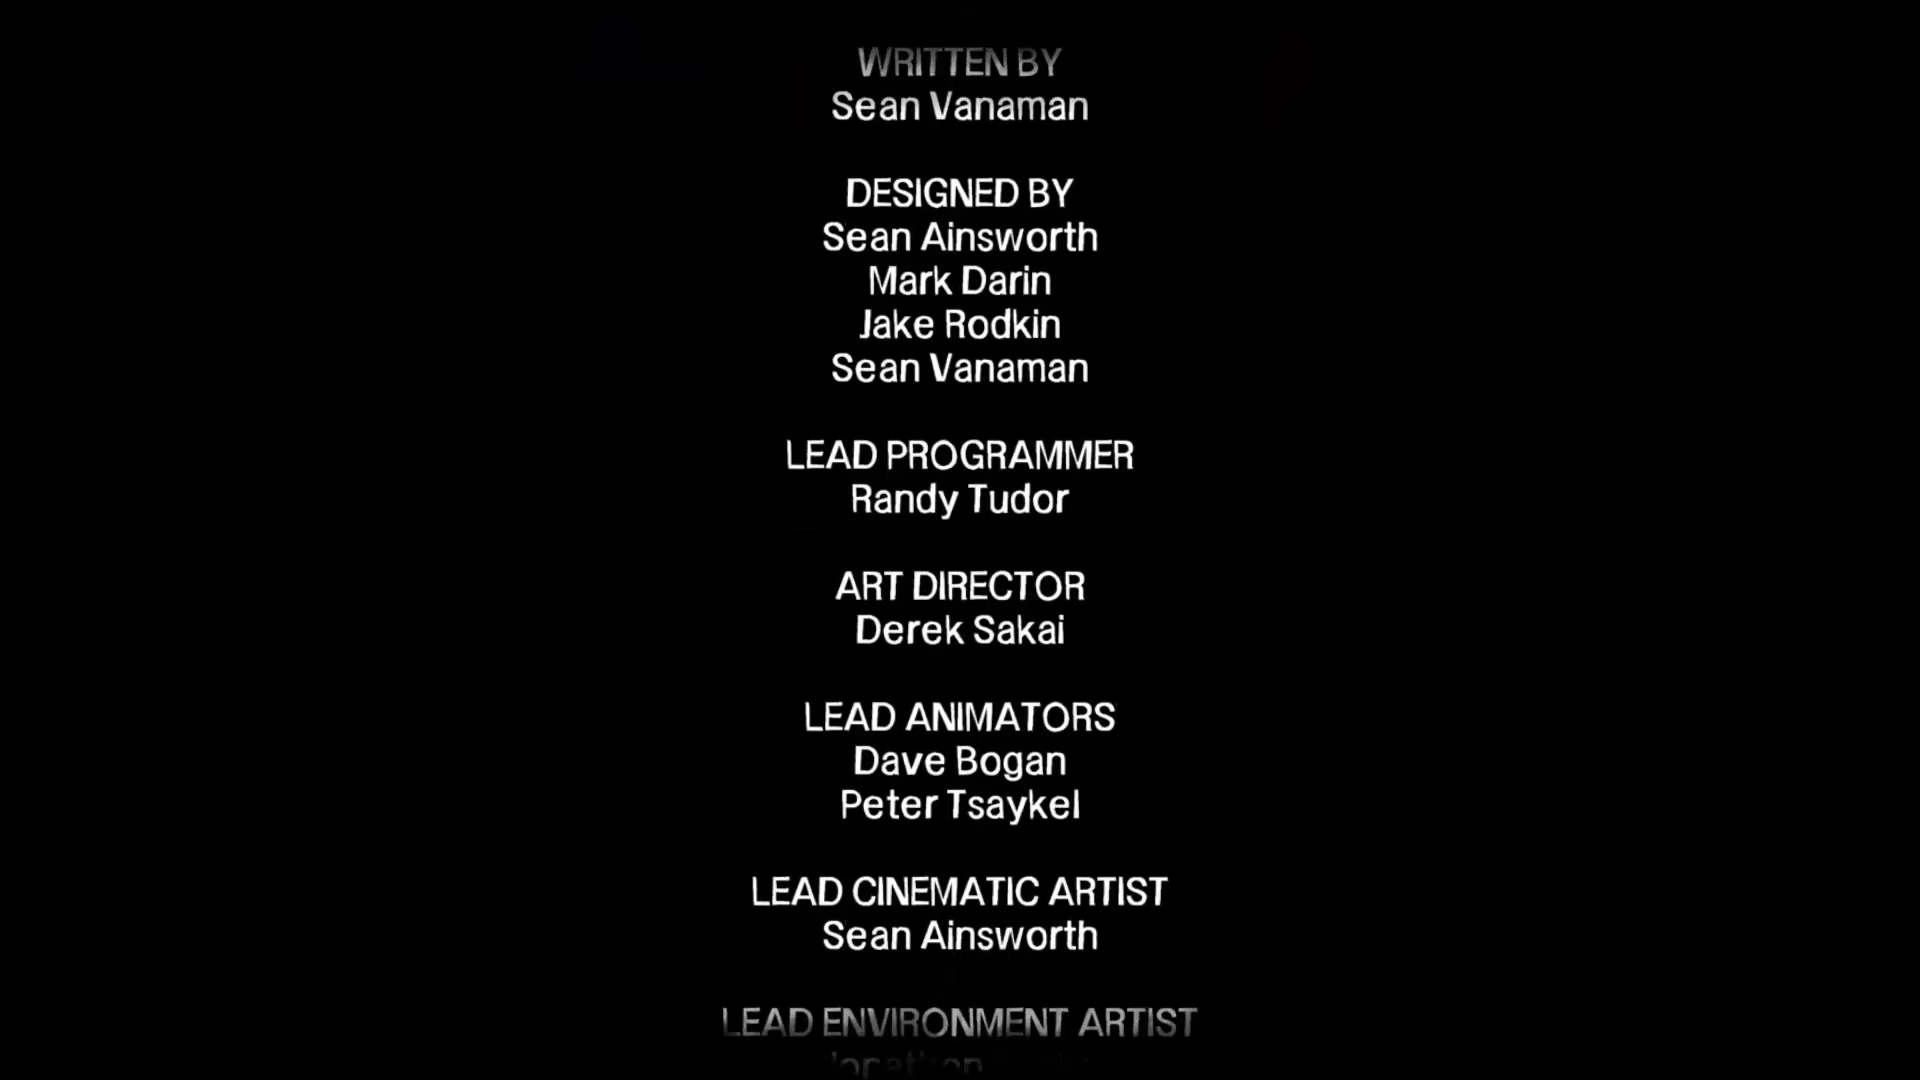 WRITTEN BY
Sean Vanaman
DESIGNED BY
Sean Ainsworth
Mark Darin
Jake Rodkin
Sean Vanaman
LEAD PROGRAMMER
Randy Tudor
ART DIRECTOR
Derek Sakai
LEAD ANIMATORS
Dave Bogan
Peter Tsaykel
LEAD CINEMATIC ARTIST
Sean Ainsworth
LEAD ENVIRONMENT ARTIST